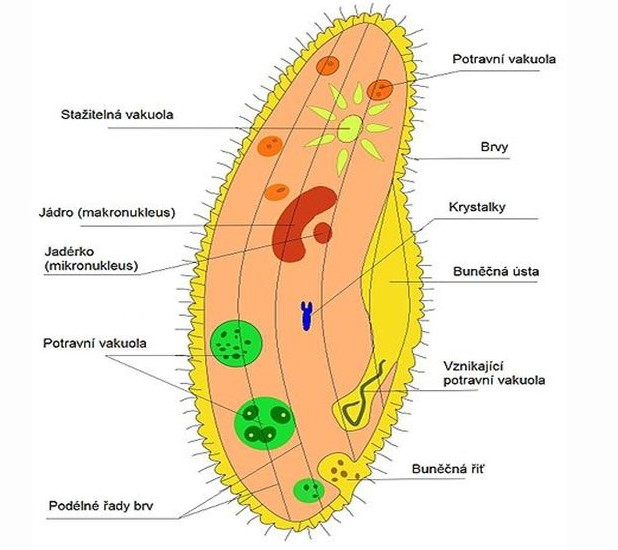 Potravní vakuola
Stažitelná vakuola
Brvy
Jádro (makronukleus)
Krystalky
Jadérko
(mikronukleus)
Buněčná ústa
Potravní vakuola
Vznikající
potravní vakuola
Buněčná řiť
Podélné řady brv